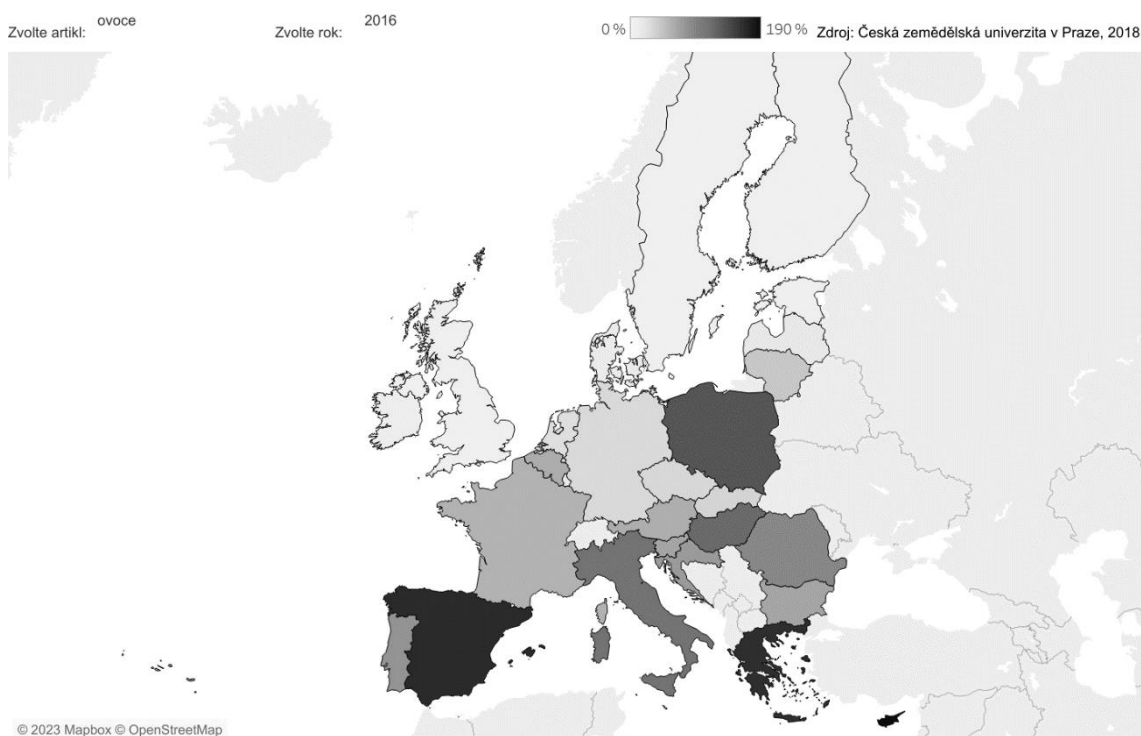 Zvolte artikl: ovoce Zvolte rok: 2016 0 % 190 % Zdroj: Česká zemědělská univerzita v Praze, 2018
© 2023 Mapbox © OpenStreetMap